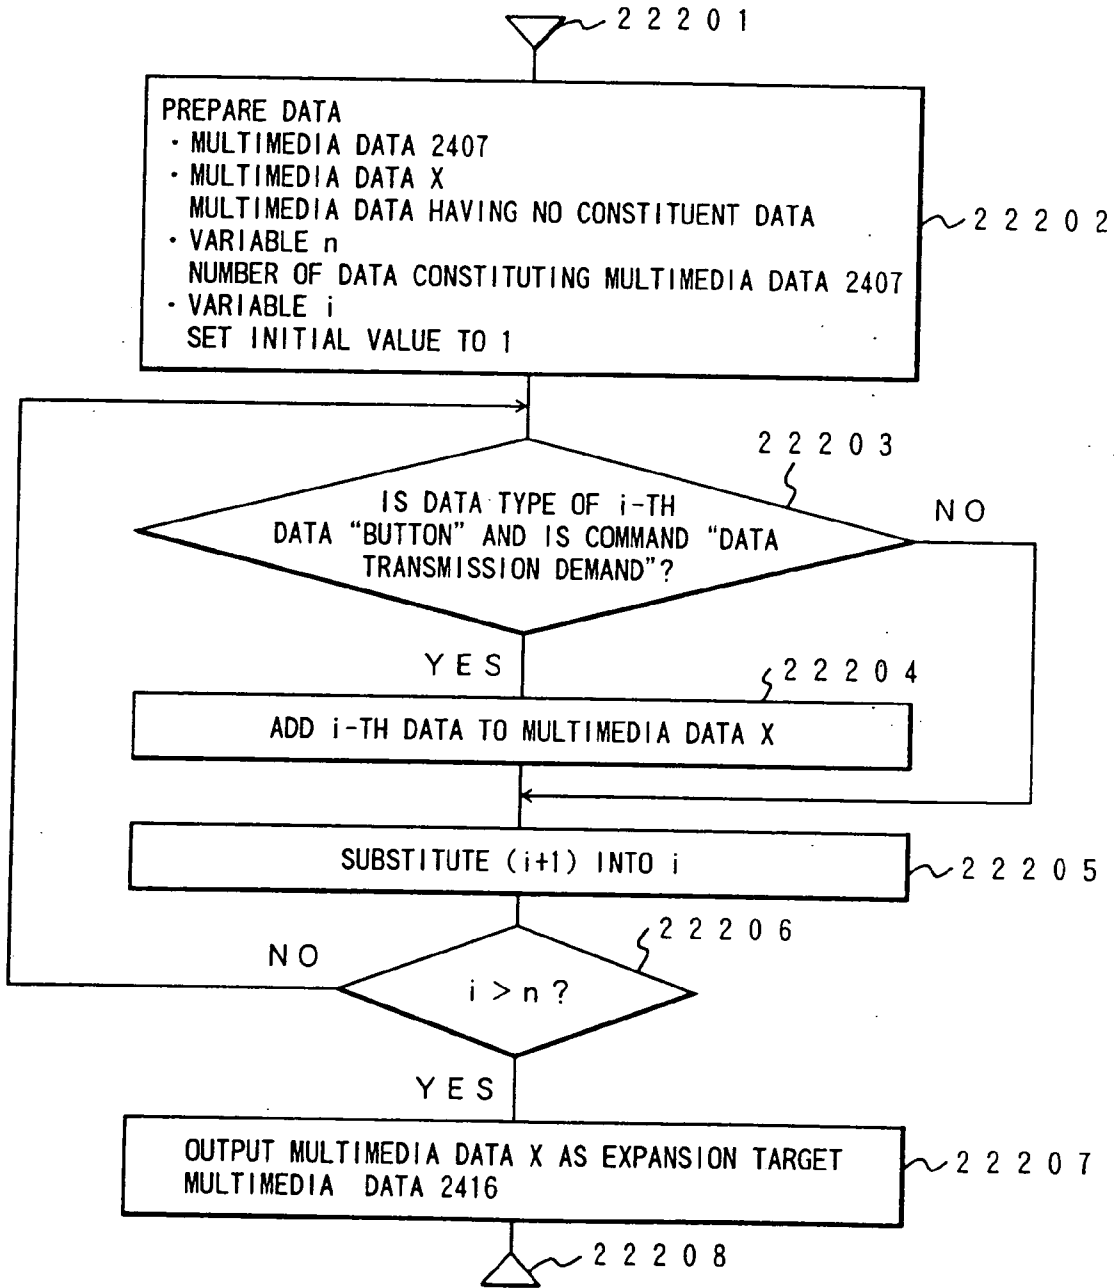 22201
PREPARE DATA
・MULTIMEDIA DATA 2407
・MULTIMEDIA DATA X
MULTIMEDIA DATA HAVING NO CONSTITUENT DATA
・VARIABLE n
NUMBER OF DATA CONSTITUTING MULTIMEDIA DATA 2407
・VARIABLE i
SET INITIAL VALUE TO 1
22202
22203
IS DATA TYPE OF i-TH
DATA “BUTTON” AND IS COMMAND “DATA
TRANSMISSION DEMAND”?
NO
YES
22204
ADD i-TH DATA TO MULTIMEDIA DATA X
SUBSTITUTE (i+1) INTO i
22205
22206
NO
i > n ?
YES
OUTPUT MULTIMEDIA DATA X AS EXPANSION TARGET
MULTIMEDIA DATA 2416
22207
22208